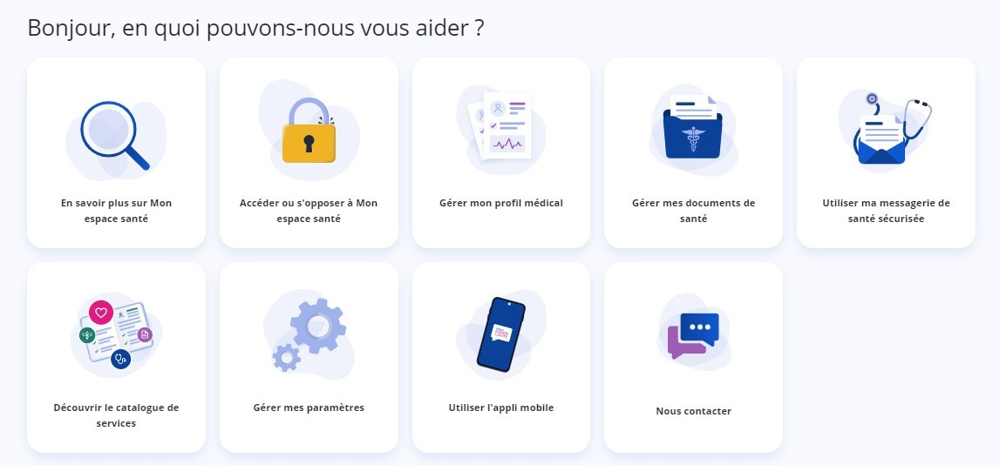 Bonjour, en quoi pouvons-nous vous aider ?
En savoir plus sur Mon
espace santé
Accéder ou s'opposer à Mon
espace santé
Gérer mon profil médical
Gérer mes documents de
santé
Utiliser ma messagerie de
santé sécurisée
Découvrir le catalogue de
services
Gérer mes paramètres
Utiliser l'appli mobile
Nous contacter